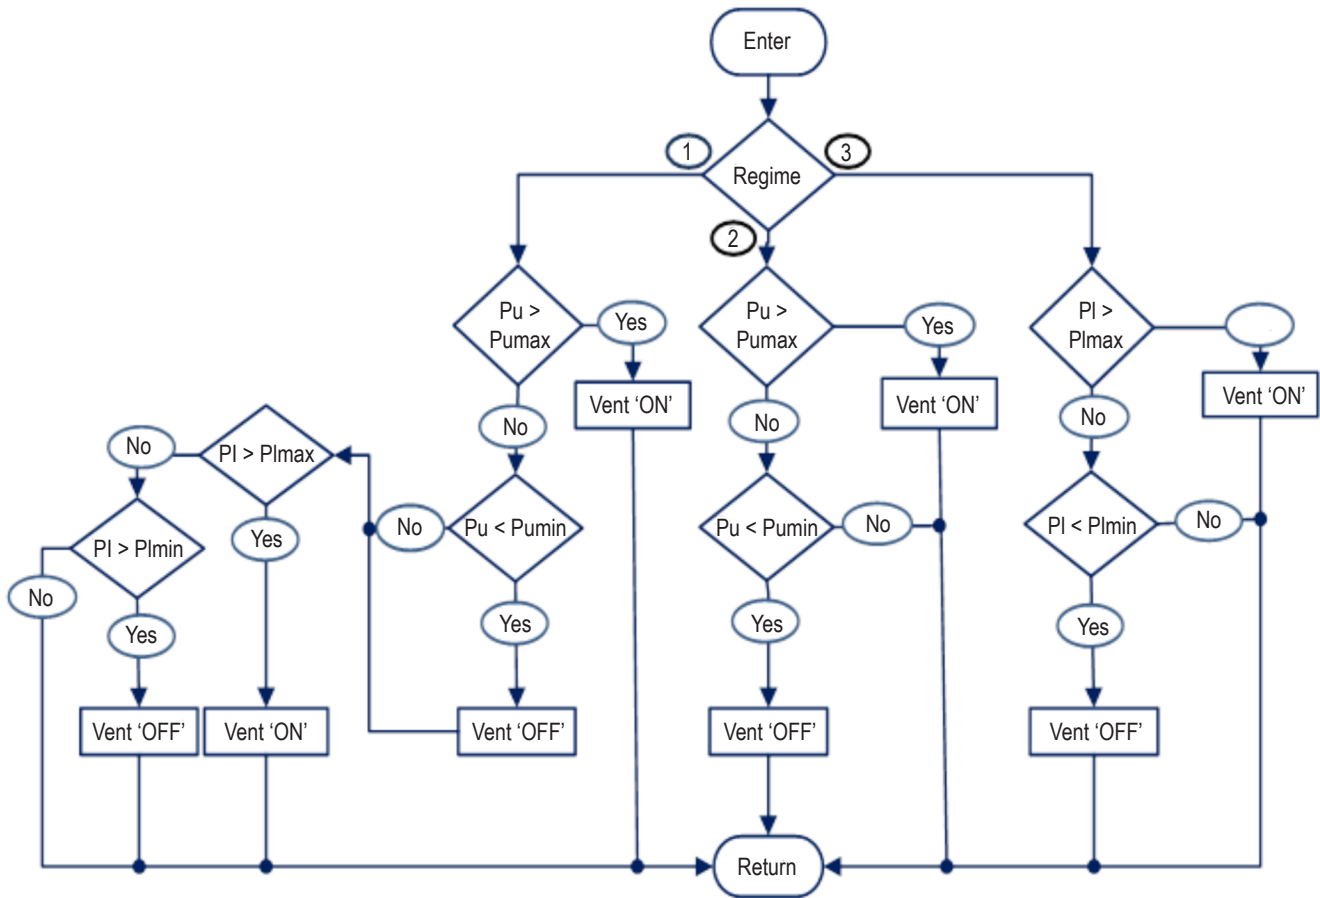 Enter
1
3
Regime
2
Pu >
Pumax
Yes
Pu >
Pumax
Yes
Pl >
Plmax
Vent ‘ON’
Vent ‘ON’
Vent ‘ON’
No
No
No
No
Pl > Plmax
Yes
No
Pu < Pumin
Pu < Pumin
No
Pl < Plmin
No
Pl > Plmin
No
Yes
Yes
Yes
Yes
Vent ‘OFF’
Vent ‘ON’
Vent ‘OFF’
Vent ‘OFF’
Vent ‘OFF’
Return